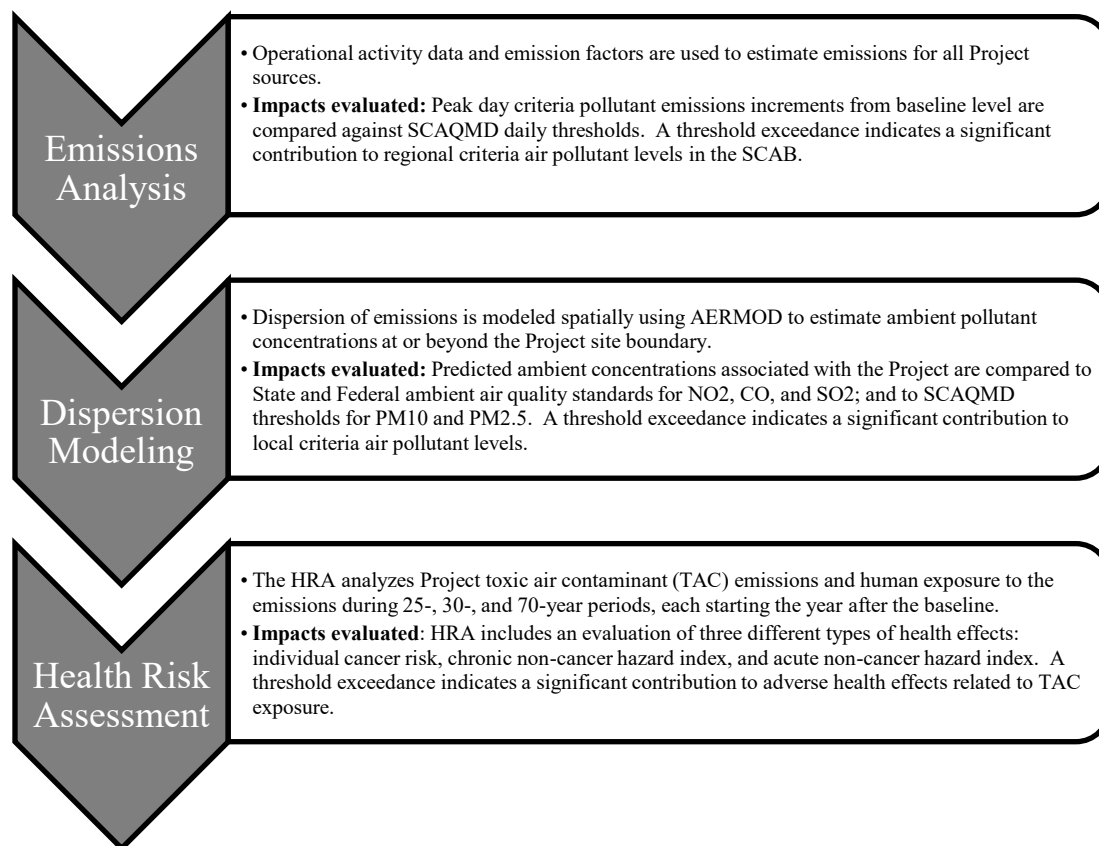 Emissions
Analysis
• Operational activity data and emission factors are used to estimate emissions for all Project
sources.
• Impacts evaluated: Peak day criteria pollutant emissions increments from baseline level are
compared against SCAQMD daily thresholds.  A threshold exceedance indicates a significant
contribution to regional criteria air pollutant levels in the SCAB.
Dispersion
Modeling
• Dispersion of emissions is modeled spatially using AERMOD to estimate ambient pollutant
concentrations at or beyond the Project site boundary.
• Impacts evaluated: Predicted ambient concentrations associated with the Project are compared to
State and Federal ambient air quality standards for NO2, CO, and SO2; and to SCAQMD
thresholds for PM10 and PM2.5.  A threshold exceedance indicates a significant contribution to
local criteria air pollutant levels.
Health Risk
Assessment
• The HRA analyzes Project toxic air contaminant (TAC) emissions and human exposure to the
emissions during 25-, 30-, and 70-year periods, each starting the year after the baseline.
• Impacts evaluated: HRA includes an evaluation of three different types of health effects:
individual cancer risk, chronic non-cancer hazard index, and acute non-cancer hazard index.  A
threshold exceedance indicates a significant contribution to adverse health effects related to TAC
exposure.